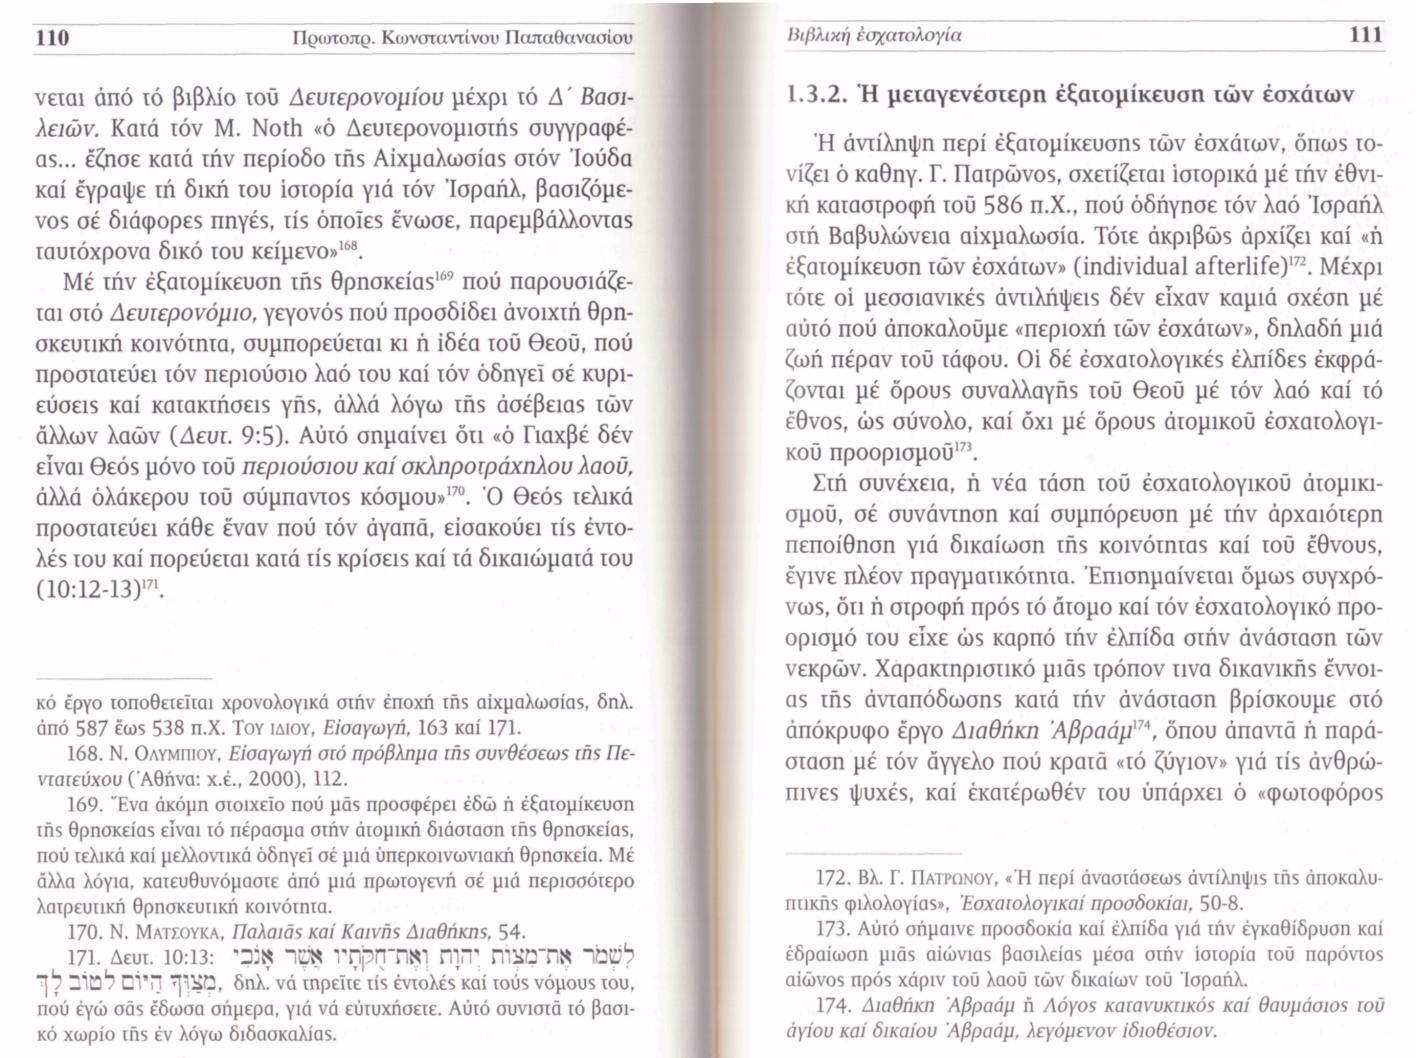 110 Πρωτοπρ. Κωνσταντίνου Παπαθανασίου
νεται ἀπό τό βιβλίο τοῦ Δευτερονομίου μέχρι τό Δ´ Βασι-
λειῶν. Κατά τόν M. Noth «ὁ Δευτερονομιστής συγγραφέ-
ας... ἔζησε κατά τήν περίοδο τῆς Αἰχμαλωσίας στόν Ἰούδα
καί ἔγραψε τή δική του ἱστορία γιά τόν Ἰσραήλ, βασιζόμε-
νος σέ διάφορες πηγές, τίς ὁποῖες ἕνωσε, παρεμβάλλοντας
ταυτόχρονα δικό του κείμενο»168.
Μέ τήν ἐξατομίκευση τῆς θρησκείας169 πού παρουσιάζε-
ται στό Δευτερονόμιο, γεγονός πού προσδίδει ἀνοιχτή θρη-
σκευτική κοινότητα, συμπορεύεται κι ἡ ἰδέα τοῦ Θεοῦ, πού
προστατεύει τόν περιούσιο λαό του καί τόν ὁδηγεῖ σέ κυρι-
εύσεις καί κατακτήσεις γῆς, ἀλλά λόγω τῆς ἀσέβειας τῶν
ἄλλων λαῶν (Δευτ. 9:5). Αὐτό σημαίνει ὅτι «ὁ Γιαχβέ δέν
εἶναι Θεός μόνο τοῦ περιούσιου καί σκληροτράχηλου λαοῦ,
ἀλλά ὁλάκερου τοῦ σύμπαντος κόσμου»170. Ὁ Θεός τελικά
προστατεύει κάθε ἕναν πού τόν ἀγαπᾶ, εἰσακούει τίς ἐντο-
λές του καί πορεύεται κατά τίς κρίσεις καί τά δικαιώματά του
(10:12-13)171.
κό ἔργο τοποθετεῖται χρονολογικά στήν ἐποχή τῆς αἰχμαλωσίας, δηλ.
ἀπό 587 ἕως 538 π.Χ. ΤΟΥ ΙΔΙΟΥ, Εἰσαγωγή, 163 καί 171.
168. Ν. ΟΛΥΜΠΙΟΥ, Εἰσαγωγή στό πρόβλημα τῆς συνθέσεως τῆς Πε-
ντατεύχου (Ἀθήνα: χ.ἐ., 2000), 112.
169. Ἕνα ἀκόμη στοιχεῖο πού μᾶς προσφέρει ἐδῶ ἡ ἐξατομίκευση
τῆς θρησκείας εἶναι τό πέρασμα στήν ἀτομική διάσταση τῆς θρησκείας,
πού τελικά καί μελλοντικά ὁδηγεῖ σέ μιά ὑπερκοινωνιακή θρησκεία. Μέ
ἄλλα λόγια, κατευθυνόμαστε ἀπό μιά πρωτογενή σέ μιά περισσότερο
λατρευτική θρησκευτική κοινότητα.
170. Ν. ΜΑΤΣΟΥΚΑ, Παλαιᾶς καί Καινῆς Διαθήκης, 54.
171. Δευτ. 10:13: לִשְׁמֹר אֶת־מִצְוֹת יְהוָה וְאֶת־חֻקֹּתָיו אֲשֶׁר אָנֹכִי
מְצַוְּךָ הַיּוֹם לְטוֹב לָךְ, δηλ. νά τηρεῖτε τίς ἐντολές καί τούς νόμους του,
πού ἐγώ σᾶς ἔδωσα σήμερα, γιά νά εὐτυχήσετε. Αὐτό συνιστᾶ τό βασι-
κό χωρίο τῆς ἐν λόγω διδασκαλίας.
Βιβλική ἐσχατολογία 111
1.3.2. Ἡ μεταγενέστερη ἐξατομίκευση τῶν ἐσχάτων
Ἡ ἀντίληψη περί ἐξατομίκευσης τῶν ἐσχάτων, ὅπως το-
νίζει ὁ καθηγ. Γ. Πατρῶνος, σχετίζεται ἱστορικά μέ τήν ἐθνι-
κή καταστροφή τοῦ 586 π.Χ., πού ὁδήγησε τόν λαό Ἰσραήλ
στή Βαβυλώνεια αἰχμαλωσία. Τότε ἀκριβῶς ἀρχίζει καί «ἡ
ἐξατομίκευση τῶν ἐσχάτων» (individual afterlife)172. Μέχρι
τότε οἱ μεσσιανικές ἀντιλήψεις δέν εἶχαν καμιά σχέση μέ
αὐτό πού ἀποκαλοῦμε «περιοχή τῶν ἐσχάτων», δηλαδή μιά
ζωή πέραν τοῦ τάφου. Οἱ δέ ἐσχατολογικές ἐλπίδες ἐκφρά-
ζονται μέ ὅρους συναλλαγῆς τοῦ Θεοῦ μέ τόν λαό καί τό
ἔθνος, ὡς σύνολο, καί ὄχι μέ ὅρους ἀτομικοῦ ἐσχατολογι-
κοῦ προορισμοῦ173.
Στή συνέχεια, ἡ νέα τάση τοῦ ἐσχατολογικοῦ ἀτομικι-
σμοῦ, σέ συνάντηση καί συμπόρευση μέ τήν ἀρχαιότερη
πεποίθηση γιά δικαίωση τῆς κοινότητας καί τοῦ ἔθνους,
ἔγινε πλέον πραγματικότητα. Ἐπισημαίνεται ὅμως συγχρό-
νως, ὅτι ἡ στροφή πρός τό ἄτομο καί τόν ἐσχατολογικό προ-
ορισμό του εἶχε ὡς καρπό τήν ἐλπίδα στήν ἀνάσταση τῶν
νεκρῶν. Χαρακτηριστικό μιᾶς τρόπον τινα δικανικῆς ἔννοι-
ας τῆς ἀνταπόδωσης κατά τήν ἀνάσταση βρίσκουμε στό
ἀπόκρυφο ἔργο Διαθήκη Ἀβραάμ174, ὅπου ἀπαντᾶ ἡ παρά-
σταση μέ τόν ἄγγελο πού κρατᾶ «τό ζύγιον» γιά τίς ἀνθρώ-
πινες ψυχές, καί ἑκατέρωθέν του ὑπάρχει ὁ «φωτοφόρος
172. Βλ. Γ. ΠΑΤΡΩΝΟΥ, «Ἡ περί ἀναστάσεως ἀντίληψις τῆς ἀποκαλυ-
πτικῆς φιλολογίας», Ἐσχατολογικαί προσδοκίαι, 50-8.
173. Αὐτό σήμαινε προσδοκία καί ἐλπίδα γιά τήν ἐγκαθίδρυση καί
ἑδραίωση μιᾶς αἰώνιας βασιλείας μέσα στήν ἱστορία τοῦ παρόντος
αἰῶνος πρός χάριν τοῦ λαοῦ τῶν δικαίων τοῦ Ἰσραήλ.
174. Διαθήκη Ἀβραάμ ἤ Λόγος κατανυκτικός καί θαυμάσιος τοῦ
ἁγίου καί δικαίου Ἀβραάμ, λεγόμενον ἰδιοθέσιον.